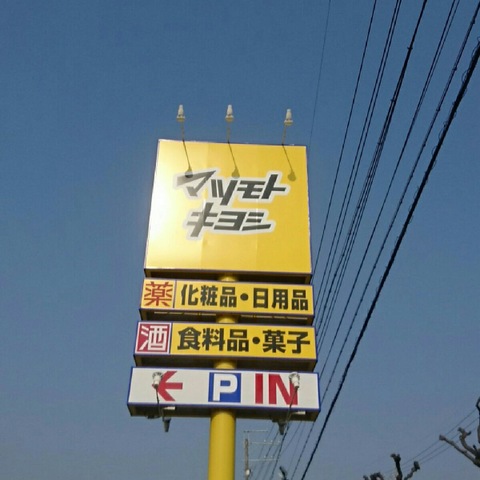 マツモト
キヨシ
薬 化粧品・日用品
酒 食料品・菓子
← P IN